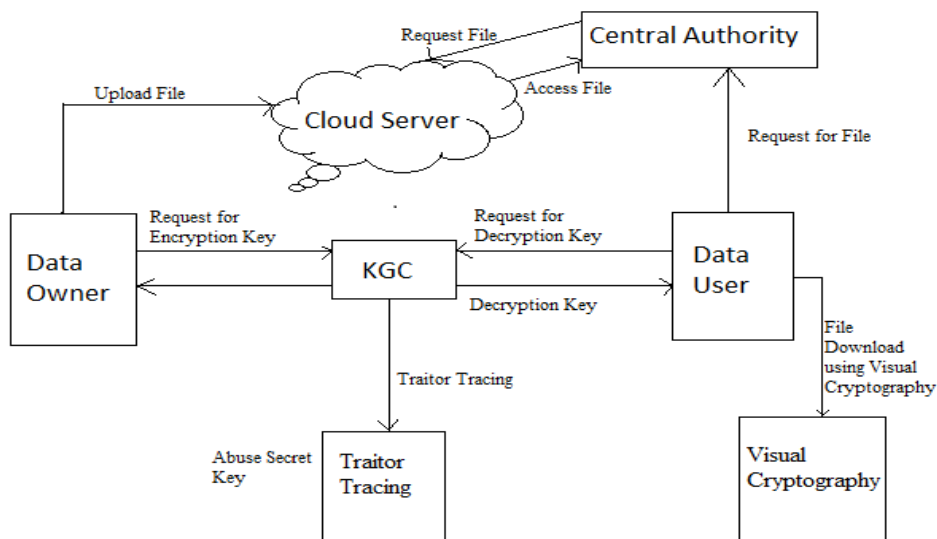 Request File
Central Authority
Upload File
Access File
Cloud Server
Request for File
Request for
Encryption Key
Request for
Decryption Key
Data
Owner
KGC
Data
User
Decryption Key
File
Download
using Visual
Cryptography
Traitor Tracing
Abuse Secret
Key
Traitor
Tracing
Visual
Cryptography